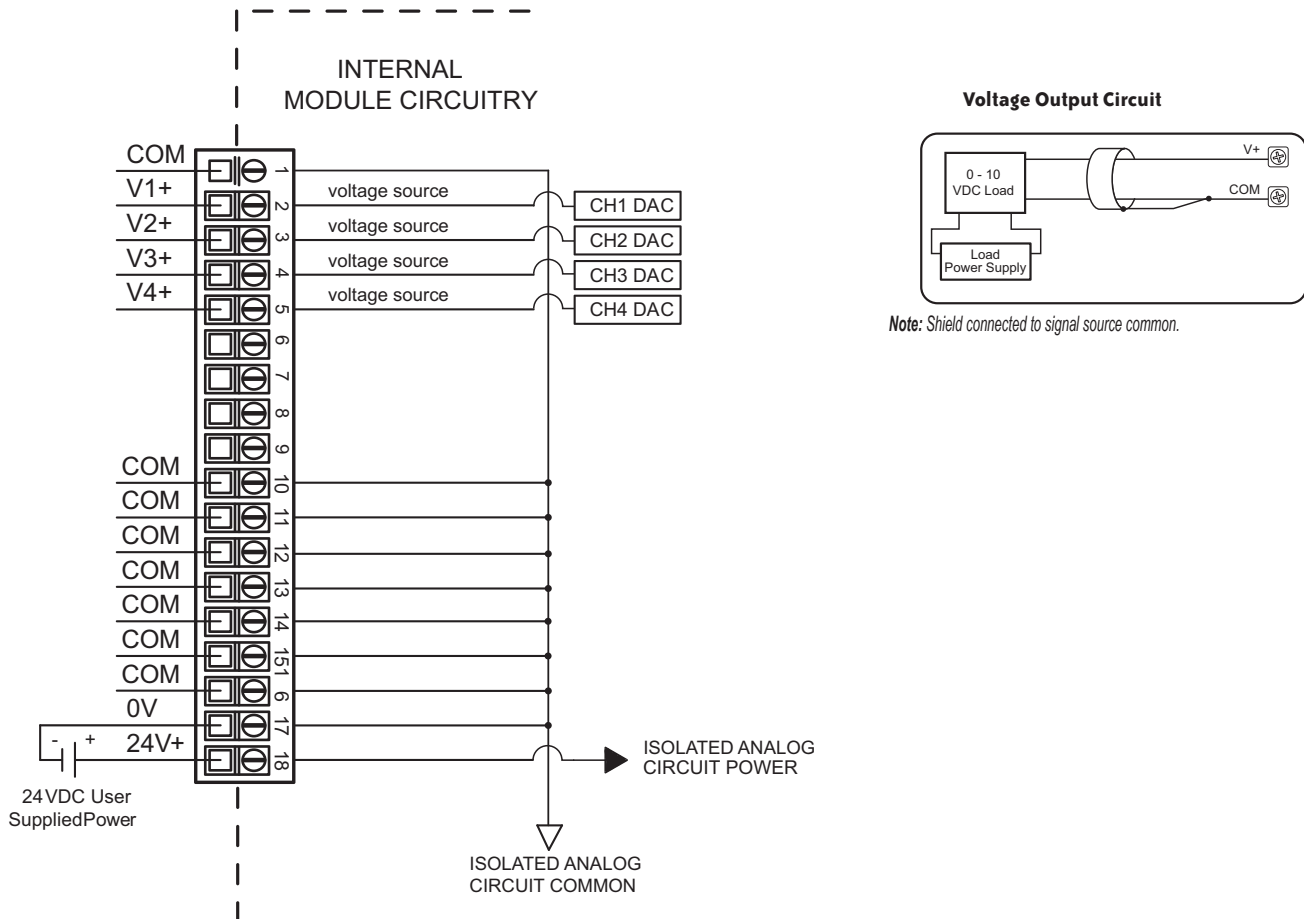 INTERNAL
MODULE CIRCUITRY
COM
V1+
V2+
V3+
V4+
COM
COM
COM
COM
COM
COM
COM
0V
24V+
- +
24VDC User
SuppliedPower
1
2
3
4
5
6
7
8
9
10
11
12
13
14
151
6
17
18
voltage source
voltage source
voltage source
voltage source
CH1 DAC
CH2 DAC
CH3 DAC
CH4 DAC
ISOLATED ANALOG
CIRCUIT POWER
ISOLATED ANALOG
CIRCUIT COMMON
Voltage Output Circuit
0 - 10
VDC Load
Load
Power Supply
V+
COM
Note: Shield connected to signal source common.